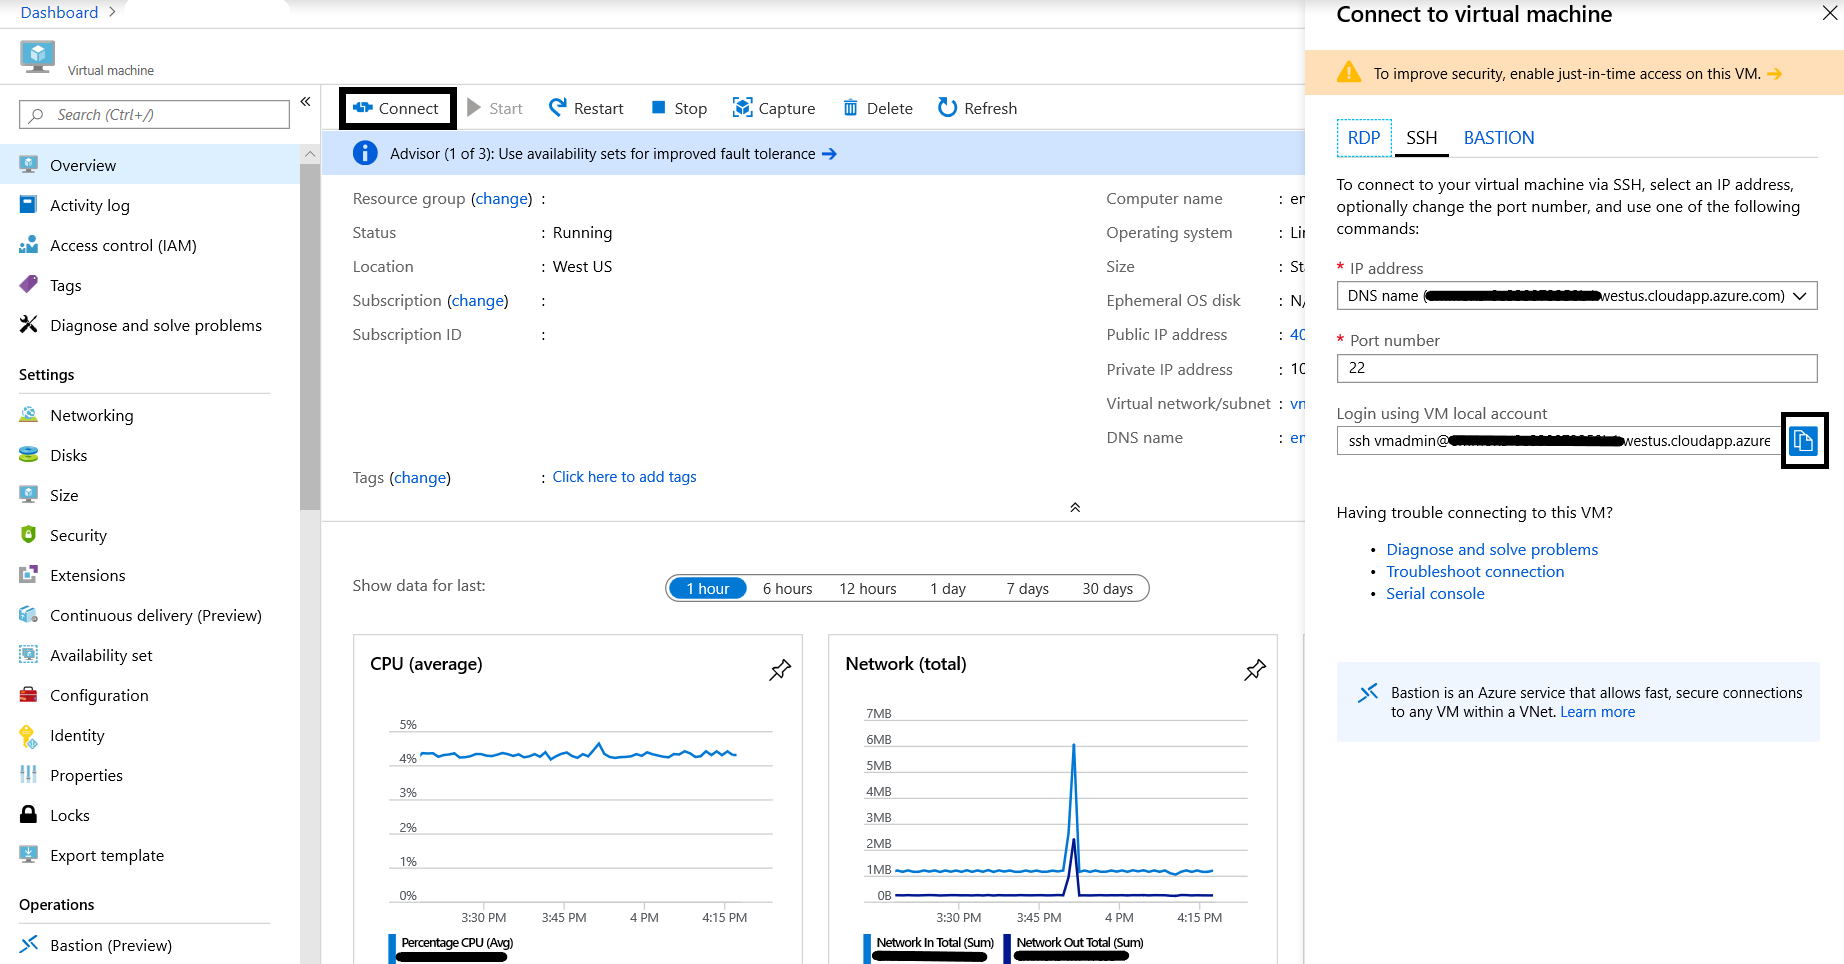 Dashboard
Virtual machine
Search (Ctrl+/)
Overview
Activity log
Access control (IAM)
Tags
Diagnose and solve problems
Settings
Networking
Disks
Size
Security
Extensions
Continuous delivery (Preview)
Availability set
Configuration
Identity
Properties
Locks
Export template
Operations
Bastion (Preview)
Connect Start Restart Stop Capture Delete Refresh
Advisor (1 of 3): Use availability sets for improved fault tolerance →
Resource group (change) :
Status : Running
Location : West US
Subscription (change) :
Subscription ID :
Computer name : en
Operating system : Li
Size : St
Ephemeral OS disk : N/
Public IP address : 40
Private IP address : 10
Virtual network/subnet : vn
DNS name : en
Tags (change) : Click here to add tags
Show data for last:
1 hour 6 hours 12 hours 1 day 7 days 30 days
CPU (average)
5%
4%
3%
2%
1%
0%
3:30 PM 3:45 PM 4 PM 4:15 PM
Percentage CPU (Avg)
Network (total)
7MB
6MB
5MB
4MB
3MB
2MB
1MB
0B
3:30 PM 3:45 PM 4 PM 4:15 PM
Network In Total (Sum) Network Out Total (Sum)
Connect to virtual machine
To improve security, enable just-in-time access on this VM. →
RDP SSH BASTION
To connect to your virtual machine via SSH, select an IP address,
optionally change the port number, and use one of the following
commands:
* IP address
DNS name ( westus.cloudapp.azure.com)
* Port number
22
Login using VM local account
ssh vmadmin@ westus.cloudapp.azure
Having trouble connecting to this VM?
• Diagnose and solve problems
• Troubleshoot connection
• Serial console
Bastion is an Azure service that allows fast, secure connections
to any VM within a VNet. Learn more